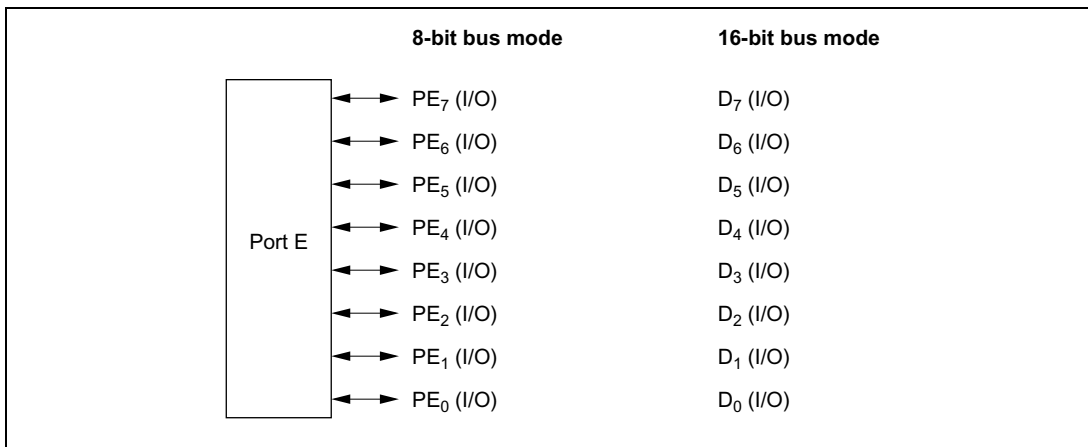 8-bit bus mode 16-bit bus mode
PE₇ (I/O) D₇ (I/O)
PE₆ (I/O) D₆ (I/O)
PE₅ (I/O) D₅ (I/O)
Port E PE₄ (I/O) D₄ (I/O)
PE₃ (I/O) D₃ (I/O)
PE₂ (I/O) D₂ (I/O)
PE₁ (I/O) D₁ (I/O)
PE₀ (I/O) D₀ (I/O)